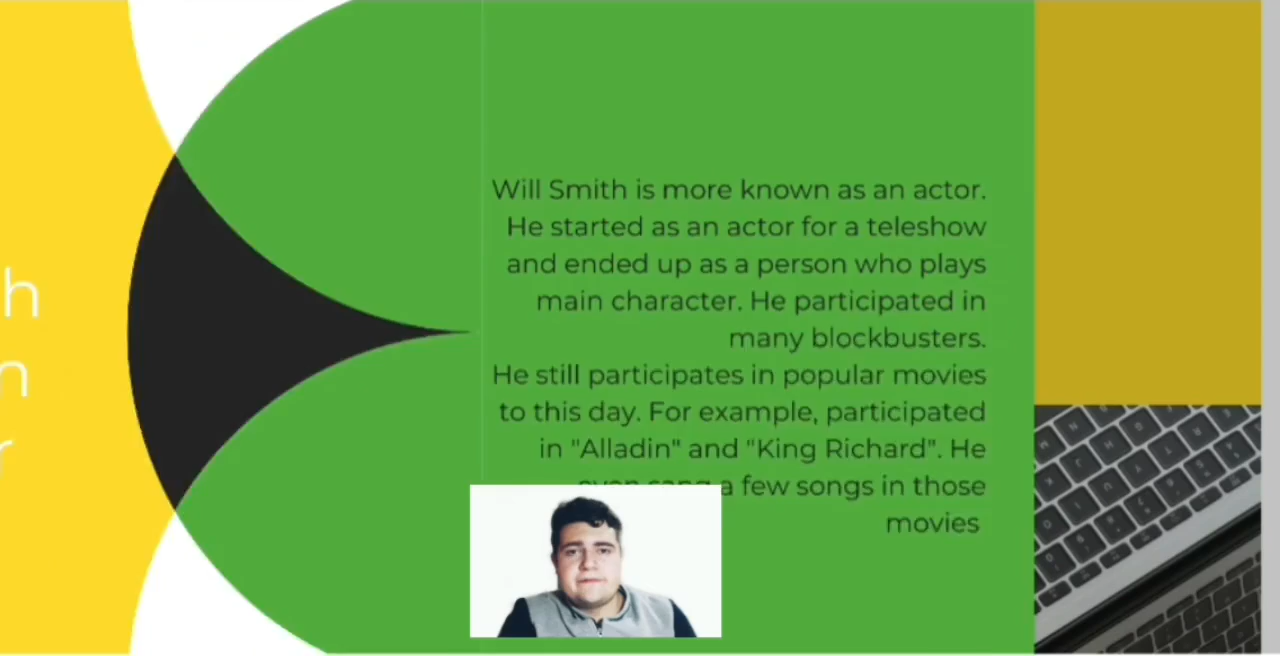 h
n
r
Will Smith is more known as an actor.
He started as an actor for a teleshow
and ended up as a person who plays
main character. He participated in
many blockbusters.
He still participates in popular movies
to this day. For example, participated
in "Alladin" and "King Richard". He
even sang a few songs in those
movies